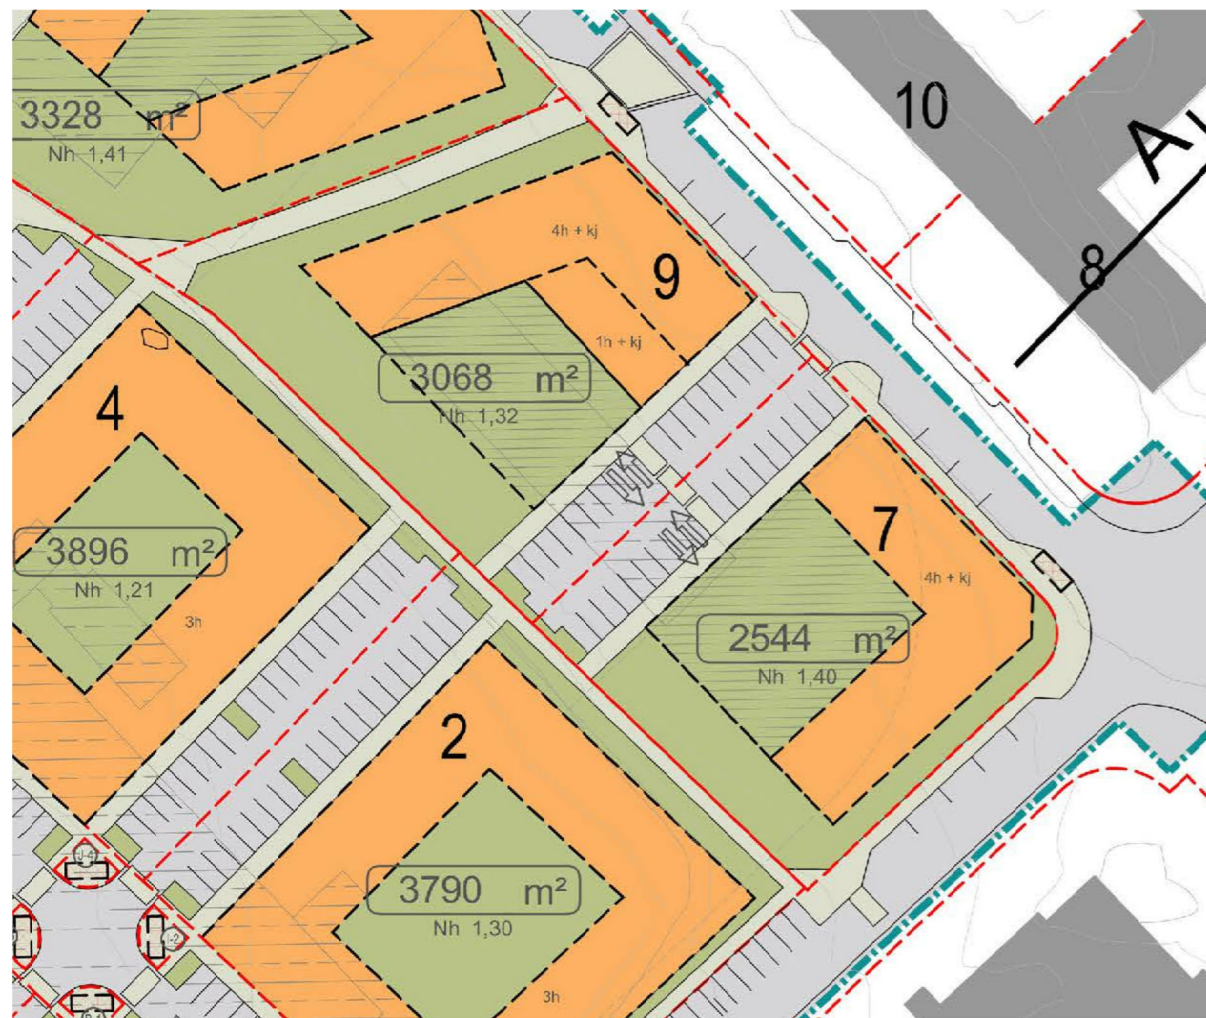 10
3328 m²
Nh 1,41
A
4h + kj
9
8
1h + kj
3068 m²
Nh 1,32
4
7
3896 m²
Nh 1,21
4h + kj
3h
2544 m²
Nh 1,40
2
3790 m²
Nh 1,30
3h